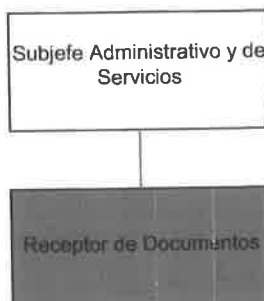 Subjefe Administrativo y de
Servicios
Receptor de Documentos